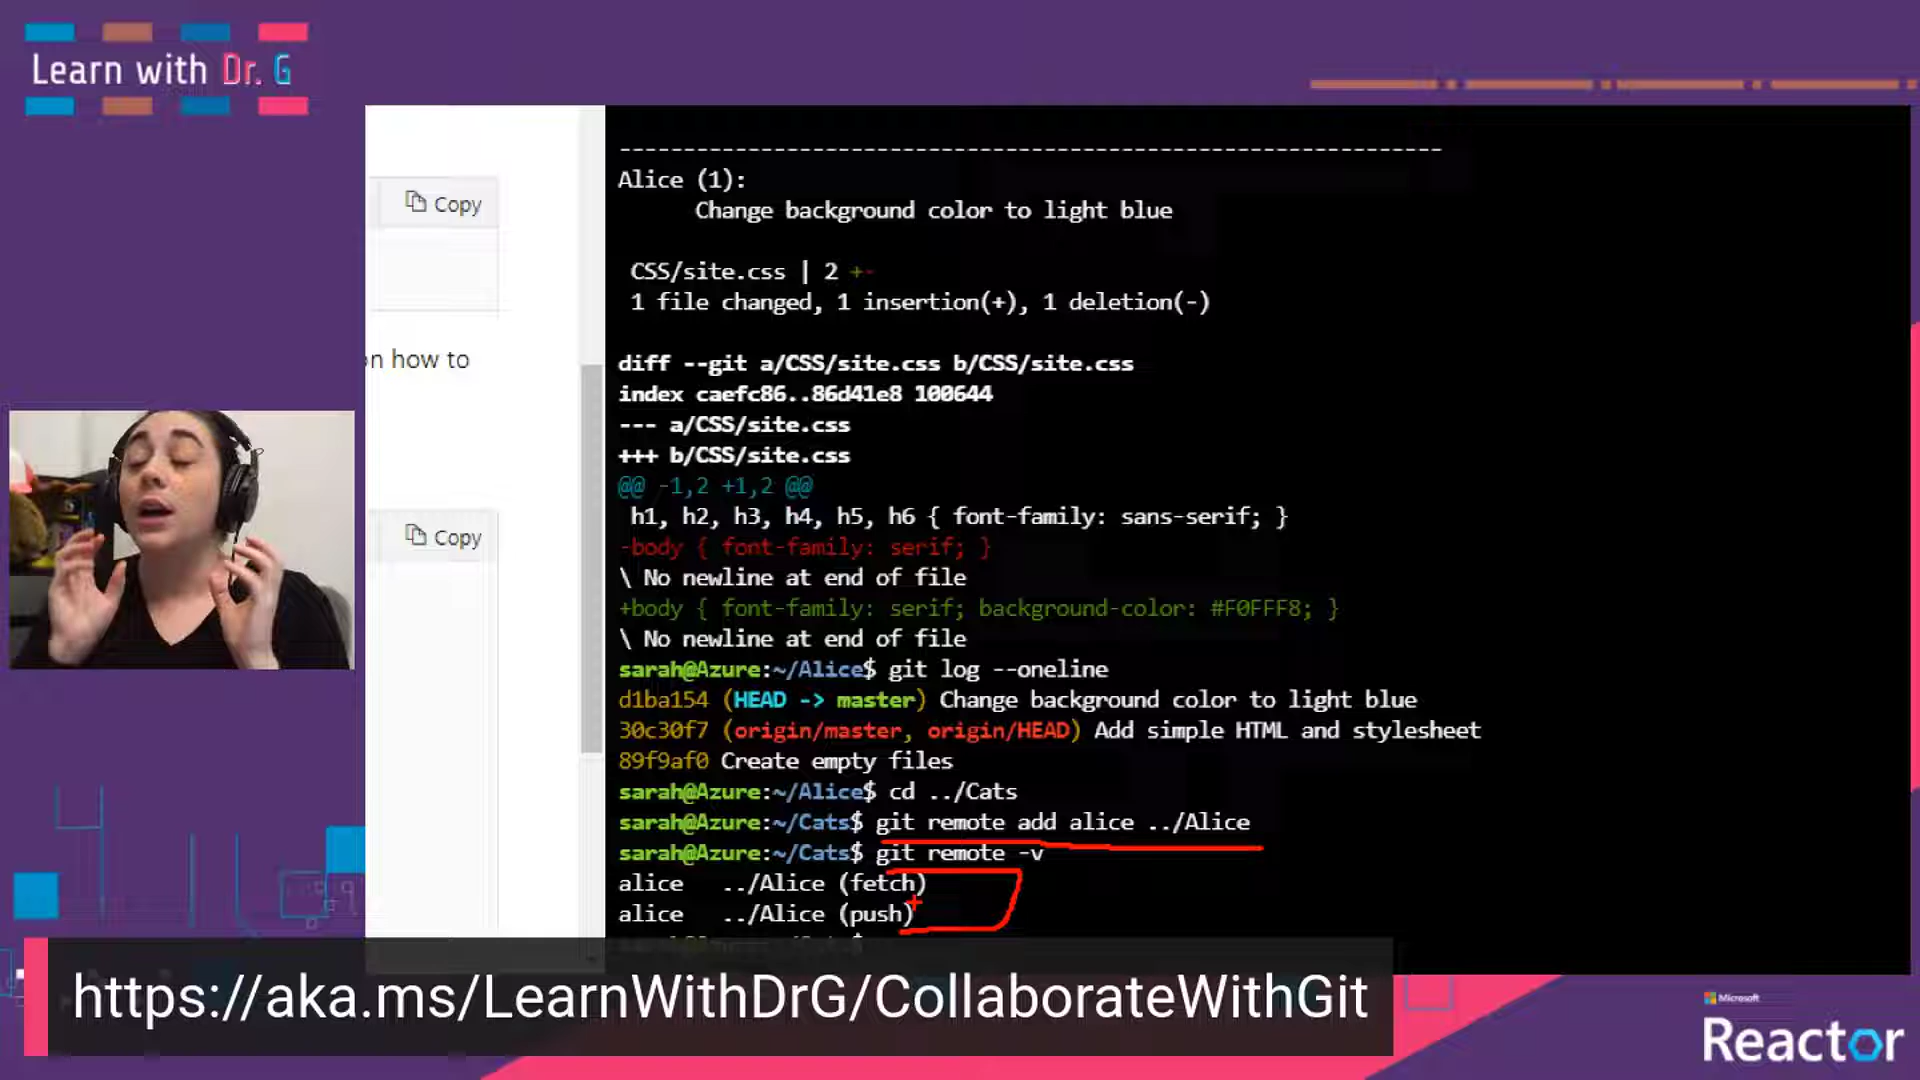 Learn with Dr. G
Copy
n how to
Copy
----------------------------------------------------------------
Alice (1):
Change background color to light blue
CSS/site.css | 2 +-
1 file changed, 1 insertion(+), 1 deletion(-)
diff --git a/CSS/site.css b/CSS/site.css
index caefc86..86d41e8 100644
--- a/CSS/site.css
+++ b/CSS/site.css
@@ -1,2 +1,2 @@
h1, h2, h3, h4, h5, h6 { font-family: sans-serif; }
-body { font-family: serif; }
\ No newline at end of file
+body { font-family: serif; background-color: #F0FFF8; }
\ No newline at end of file
sarah@Azure:~/Alice$ git log --oneline
d1ba154 (HEAD -> master) Change background color to light blue
30c30f7 (origin/master, origin/HEAD) Add simple HTML and stylesheet
89f9af0 Create empty files
sarah@Azure:~/Alice$ cd ../Cats
sarah@Azure:~/Cats$ git remote add alice ../Alice
sarah@Azure:~/Cats$ git remote -v
alice ../Alice (fetch)
alice ../Alice (push)
https://aka.ms/LearnWithDrG/CollaborateWithGit
Microsoft
Reactor